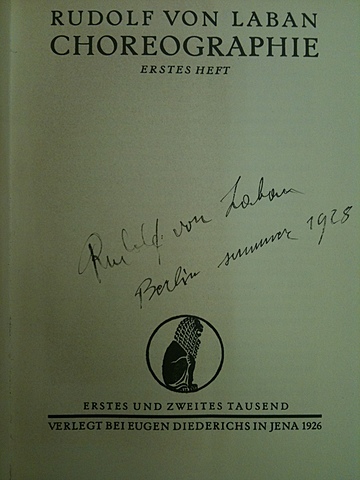 RUDOLF VON LABAN
CHOREOGRAPHIE
ERSTES HEFT
Rudolf von Laban
Berlin summer 1928
ERSTES UND ZWEITES TAUSEND
VERLEGT BEI EUGEN DIEDERICHS IN JENA 1926